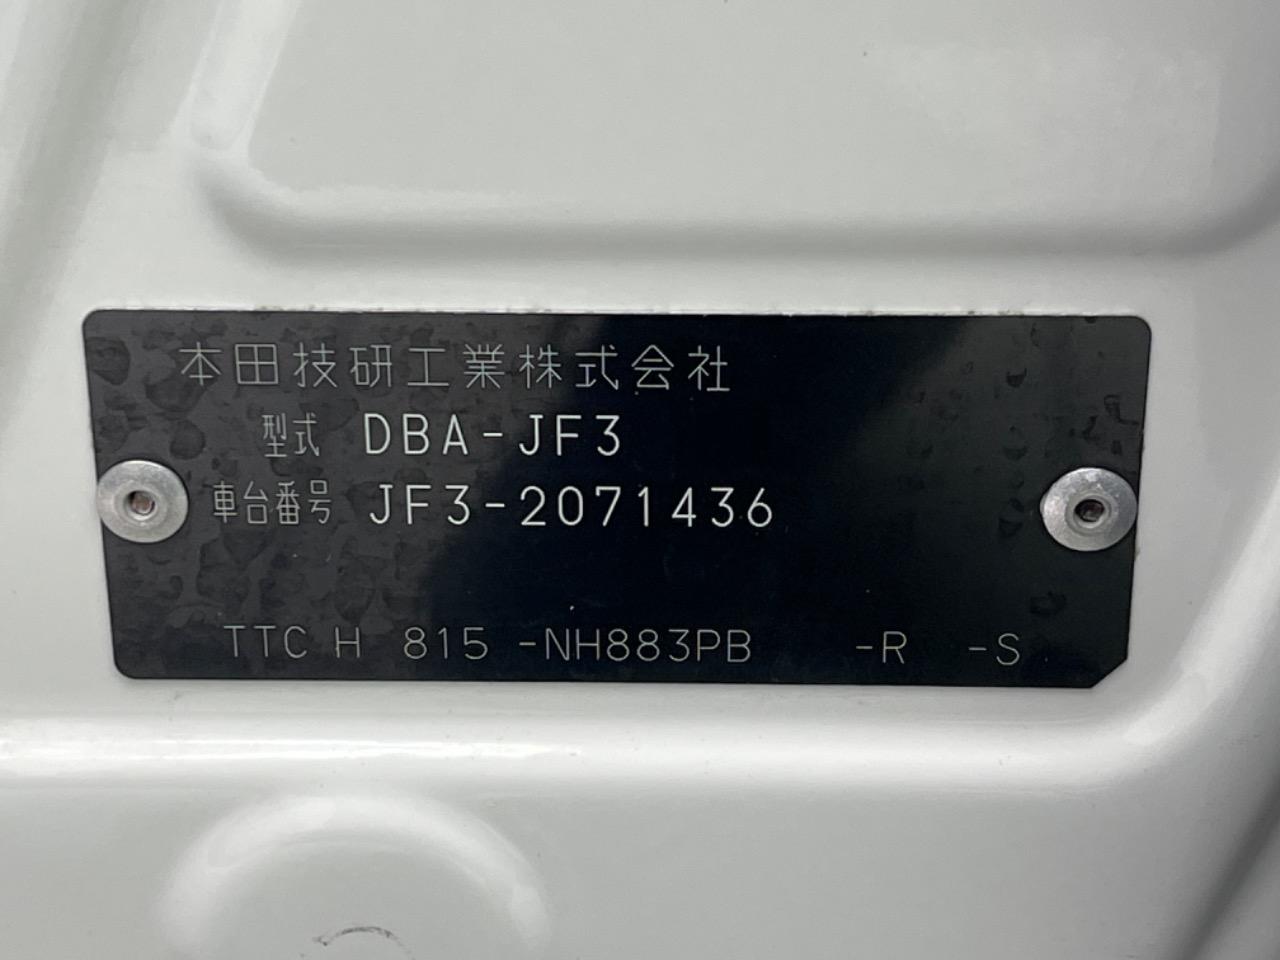 本田技研工業株式会社
型式 DBA-JF3
車台番号 JF3-2071436
TTC H 815 -NH883PB -R -S